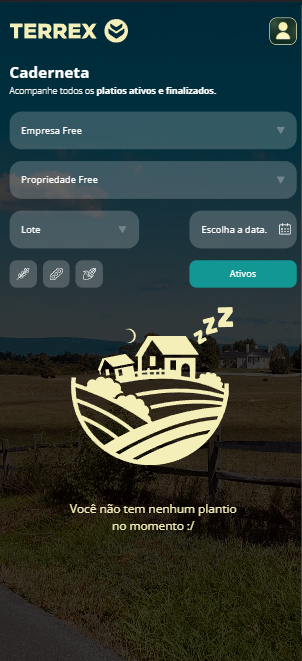 TERREX
Caderneta
Acompanhe todos os platios ativos e finalizados.
Empresa Free
Propriedade Free
Lote
Escolha a data.
Ativos
z z Z
Você não tem nenhum plantio
no momento :/